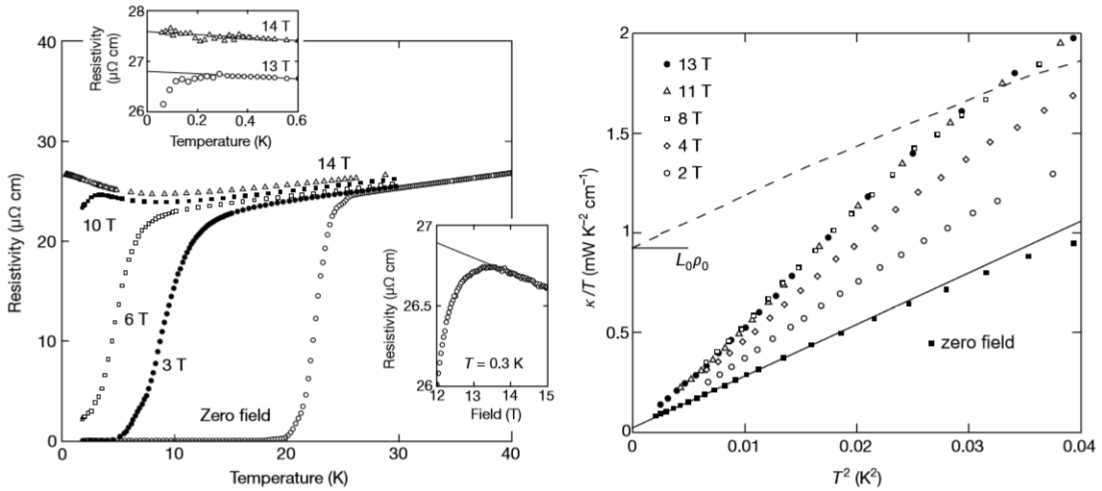 28
27
26
0
0.2
0.4
0.6
14 T
13 T
Resistivity
(μΩ cm)
Temperature (K)
40
30
20
10
0
Resistivity (μΩ cm)
14 T
10 T
6 T
3 T
Zero field
27
26.5
26
12
13
14
15
Resistivity (μΩ cm)
T = 0.3 K
Field (T)
0
10
20
30
40
Temperature (K)
2
1.5
1
0.5
0
κ/T (mW K⁻² cm⁻¹)
13 T
11 T
8 T
4 T
2 T
L₀ρ₀
zero field
0
0.01
0.02
0.03
0.04
T² (K²)